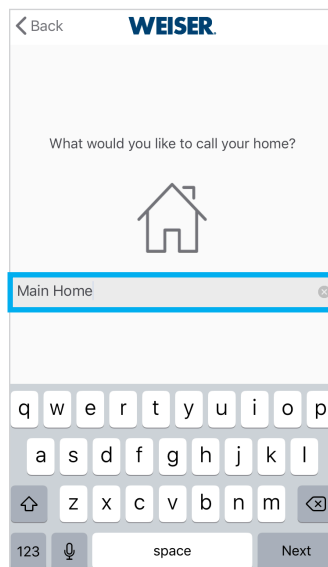 Back WEISER
What would you like to call your home?
Main Home
q w e r t y u i o p
a s d f g h j k l
z x c v b n m
123 space Next